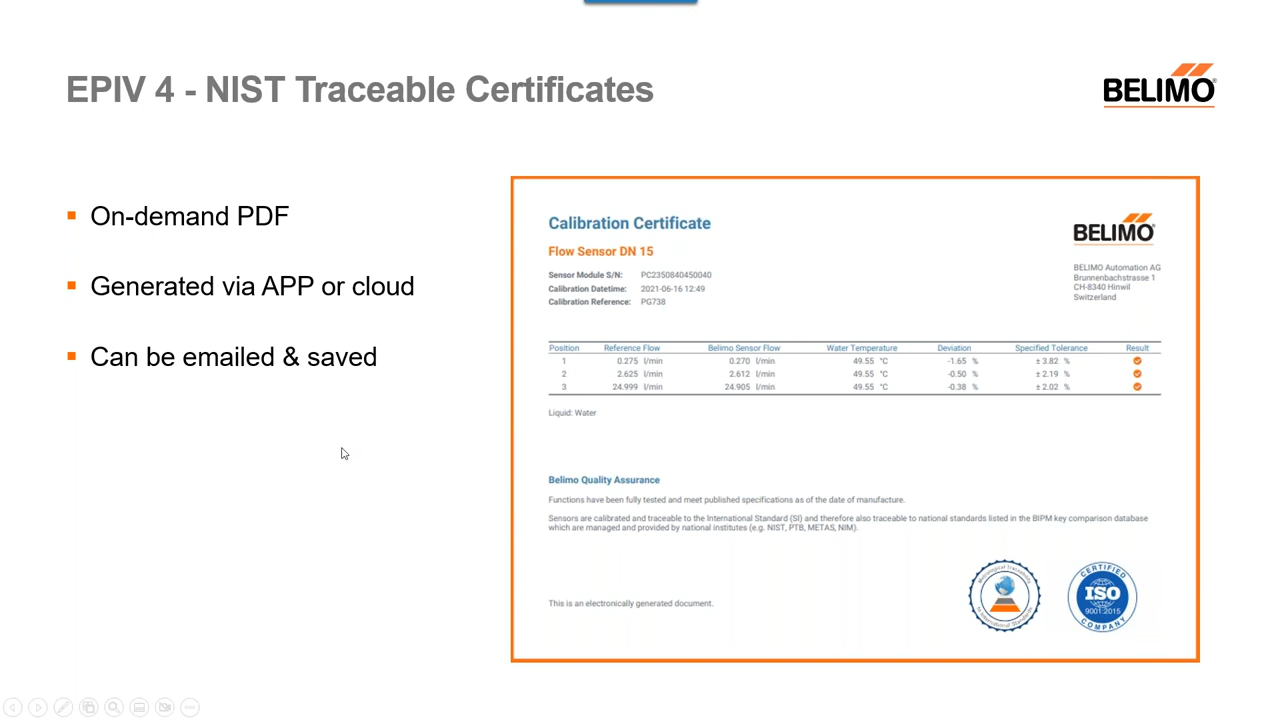 EPIV 4 - NIST Traceable Certificates
BELIMO
On-demand PDF
Generated via APP or cloud
Can be emailed & saved
Calibration Certificate
Flow Sensor DN 15
Sensor Module S/N: PC2350840450040
Calibration Datetime: 2021-06-16 12:49
Calibration Reference: PG738
BELIMO
BELIMO Automation AG
Brunnenbachstrasse 1
CH-8340 Hinwil
Switzerland
Position Reference Flow Belimo Sensor Flow Water Temperature Deviation Specified Tolerance Result
1 0.275 l/min 0.270 l/min 49.55 °C -1.65 % ± 3.82 %
2 2.625 l/min 2.612 l/min 49.55 °C -0.50 % ± 2.19 %
3 24.999 l/min 24.905 l/min 49.55 °C -0.38 % ± 2.02 %
Liquid: Water
Belimo Quality Assurance
Functions have been fully tested and meet published specifications as of the date of manufacture.
Sensors are calibrated and traceable to the International Standard (SI) and therefore also traceable to national standards listed in the BIPM key comparison database
which are managed and provided by national institutes (e.g. NIST, PTB, METAS, NIM).
This is an electronically generated document.
Metrological Traceability
to International Standards
CERTIFIED
ISO
9001:2015
COMPANY